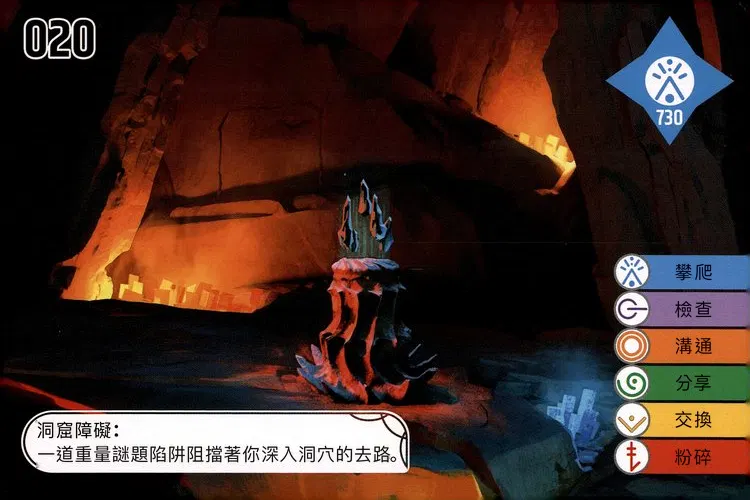 020
730
攀爬
檢查
溝通
分享
交換
粉碎
洞窟障礙：
一道重量謎題陷阱阻擋著你深入洞穴的去路。